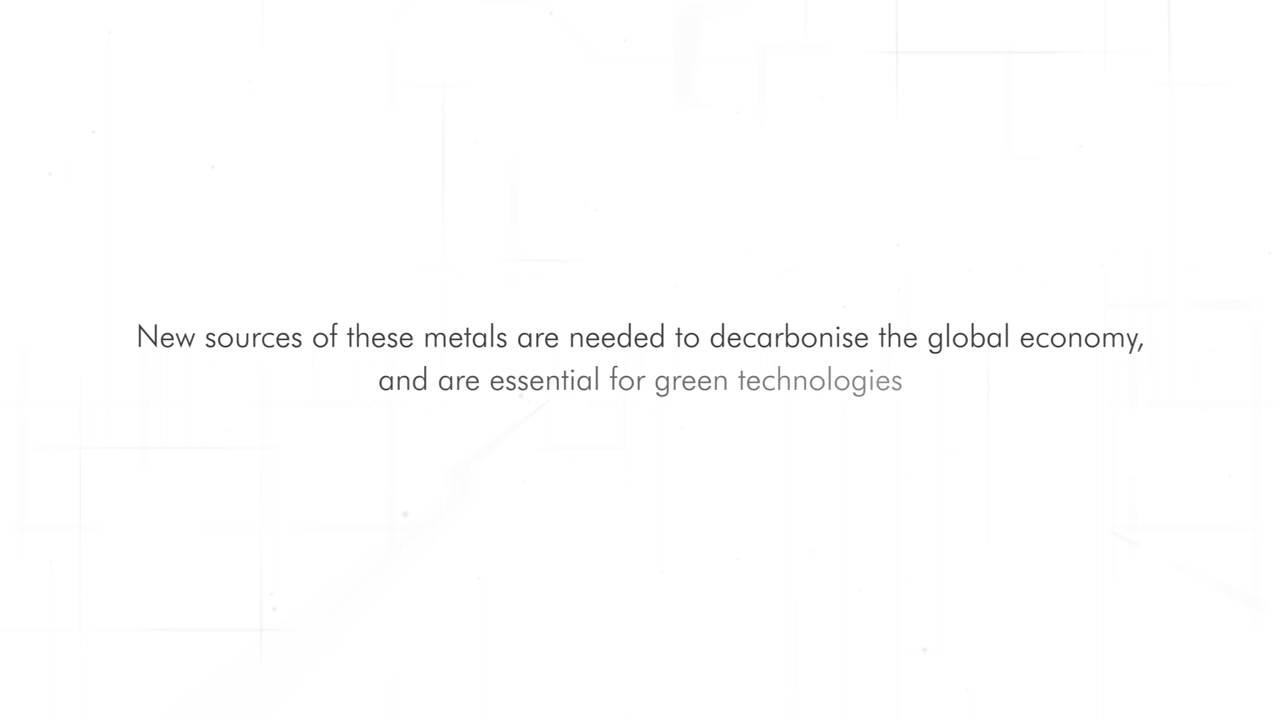 New sources of these metals are needed to decarbonise the global economy,
and are essential for green technologies